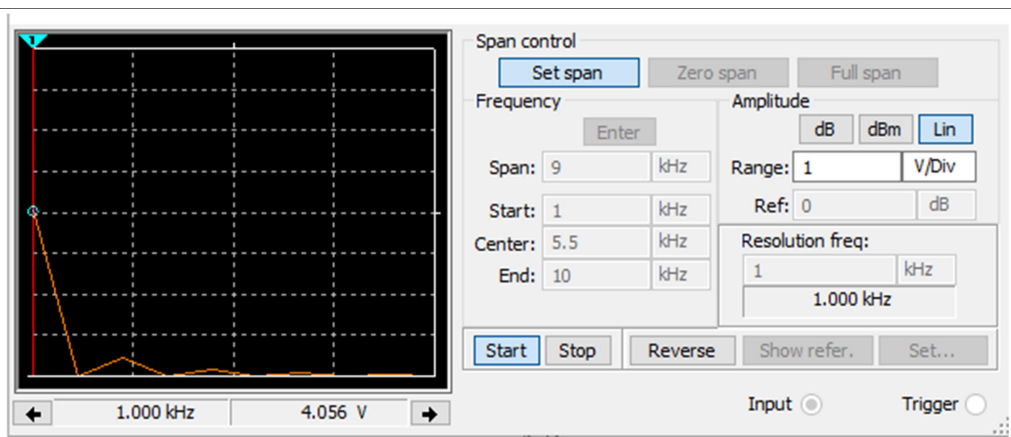 1
Span control
Set span
Zero span
Full span
Frequency
Enter
Span: 9 kHz
Start: 1 kHz
Center: 5.5 kHz
End: 10 kHz
Amplitude
dB dBm Lin
Range: 1 V/Div
Ref: 0 dB
Resolution freq:
1 kHz
1.000 kHz
Start Stop Reverse Show refer. Set...
1.000 kHz 4.056 V
Input Trigger